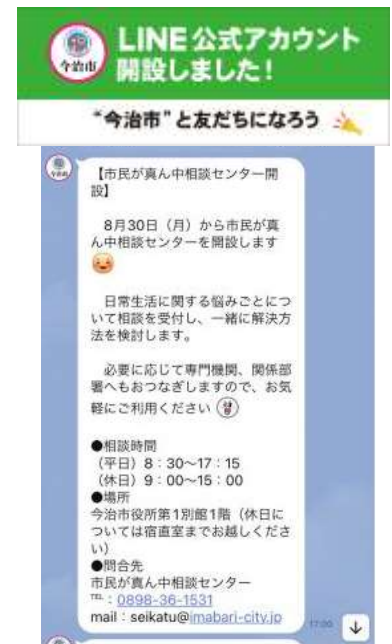 今治市
LINE公式アカウント
開設しました！
“今治市”と友だちになろう
【市民が真ん中相談センター開
設】
8月30日（月）から市民が真
ん中相談センターを開設します
日常生活に関する悩みごとにつ
いて相談を受付し、一緒に解決方
法を検討します。
必要に応じて専門機関、関係部
署へもおつなぎしますので、お気
軽にご利用ください
●相談時間
（平日）8：30～17：15
（休日）9：00～15：00
●場所
今治市役所第1別館1階（休日に
ついては宿直室までお越しくださ
い）
●問合先
市民が真ん中相談センター
℡：0898-36-1531
mail：seikatu@imabari-city.jp
17:00